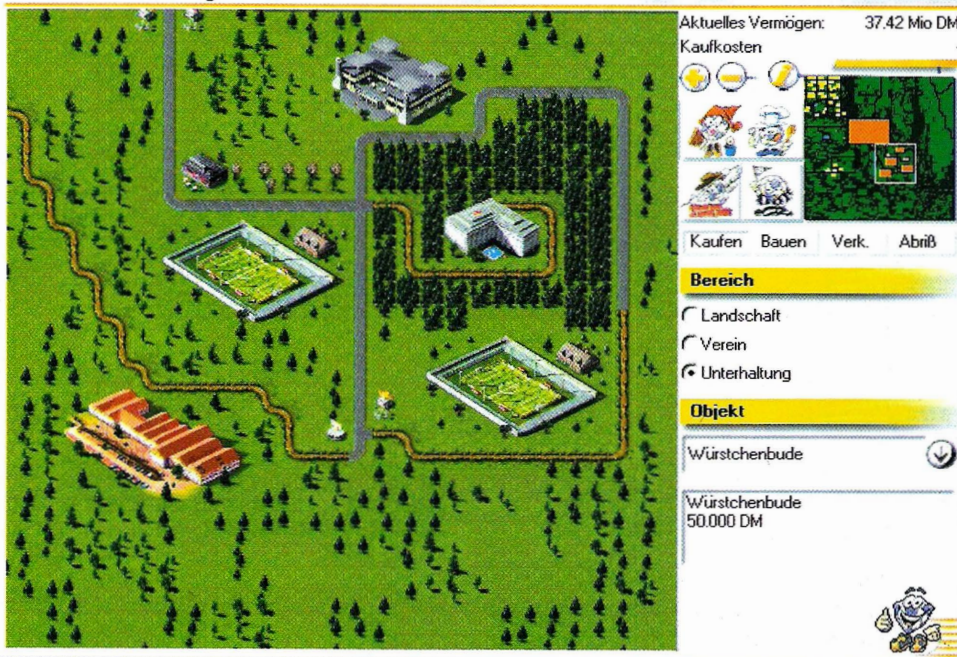 Aktuelles Vermögen: 37.42 Mio DM
Kaufkosten
Kaufen Bauen Verk. Abriß
Bereich
Landschaft
Verein
Unterhaltung
Objekt
Würstchenbude
Würstchenbude
50.000 DM